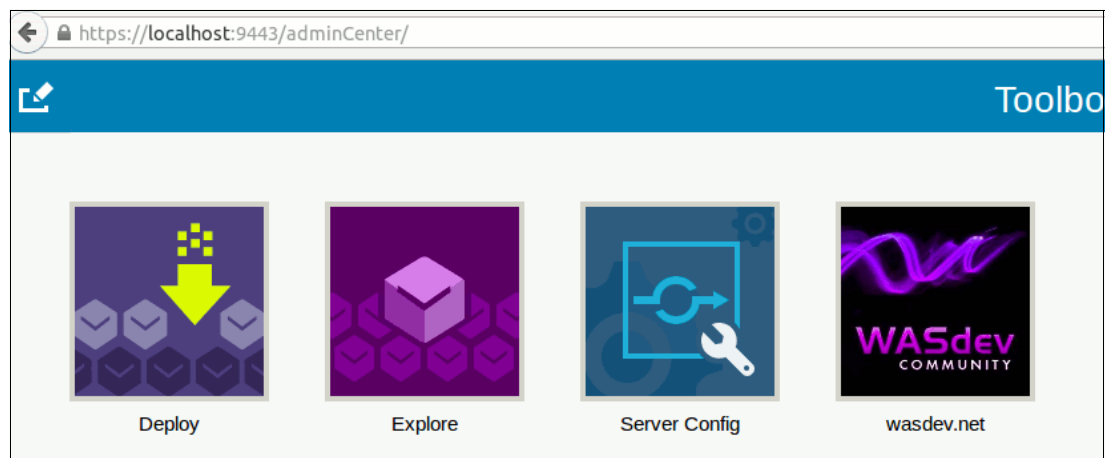 https://localhost:9443/adminCenter/
Toolbo
WASdev
COMMUNITY
Deploy
Explore
Server Config
wasdev.net